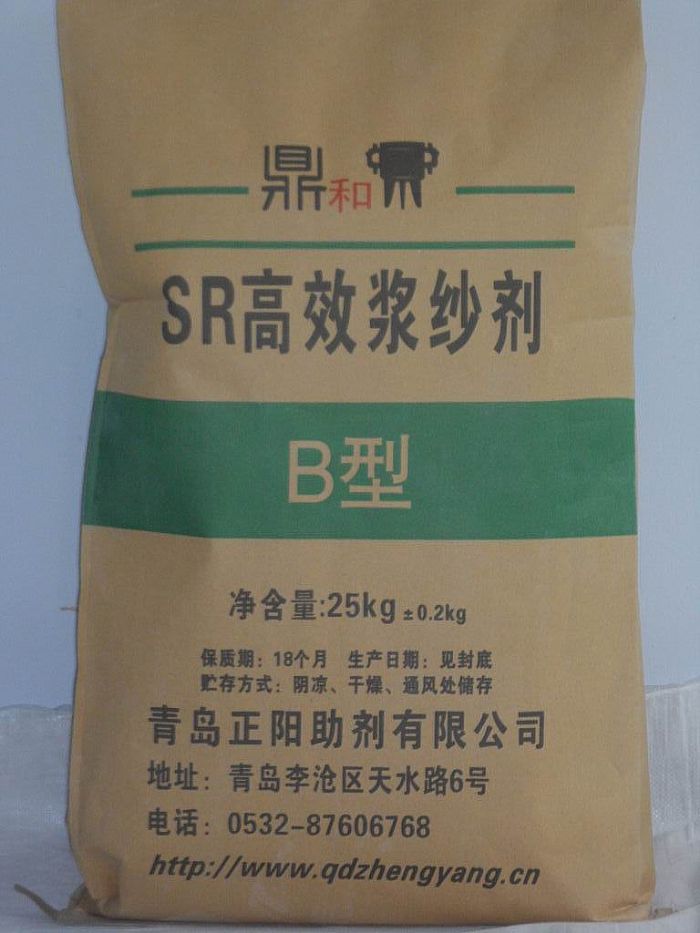 鼎和
SR高效浆纱剂
B型
净含量:25kg ±0.2kg
保质期：18个月 生产日期：见封底
贮存方式：阴凉、干燥、通风处储存
青岛正阳助剂有限公司
地址：青岛李沧区天水路6号
电话：0532-87606768
http://www.qdzhengyang.cn